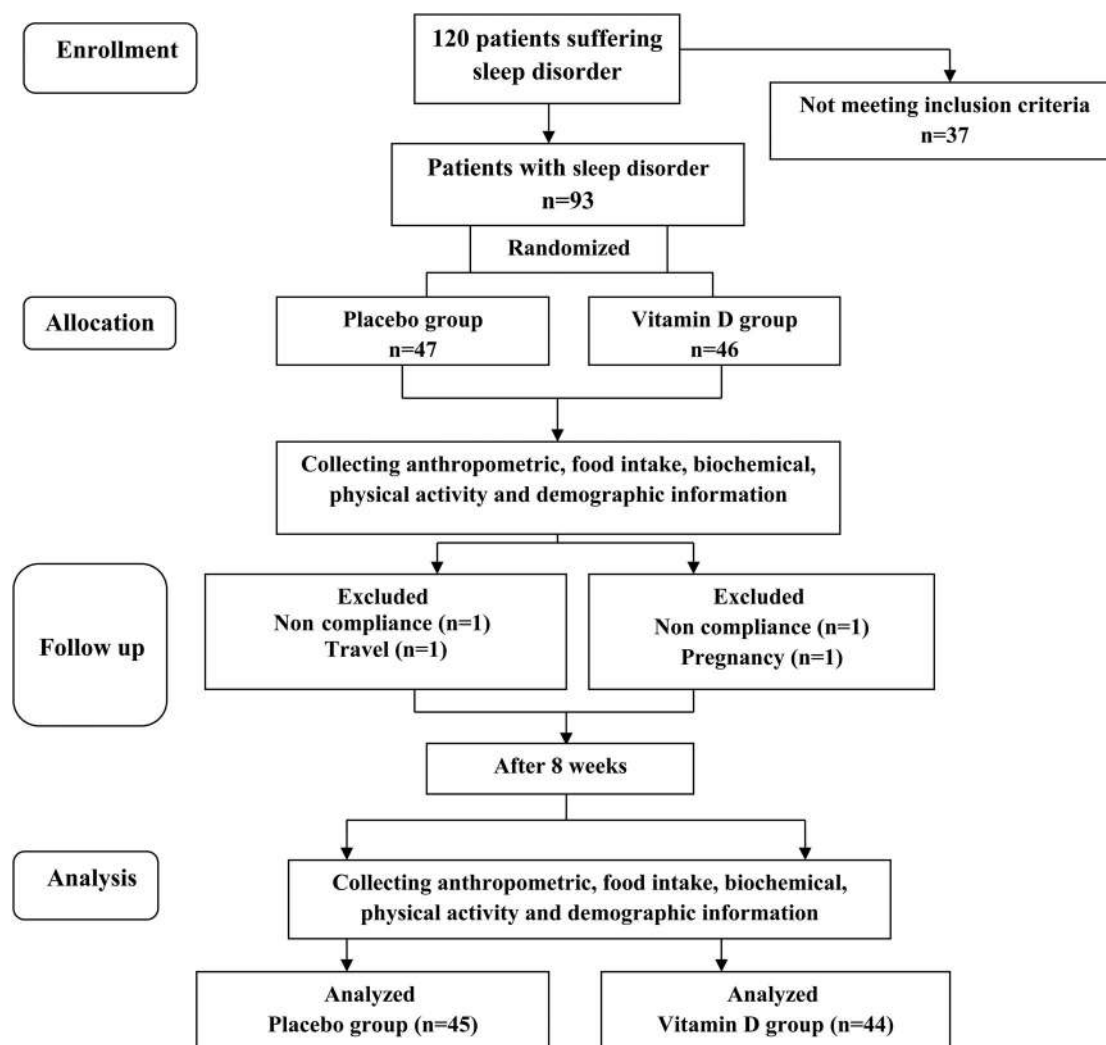 Enrollment
120 patients suffering
sleep disorder
Not meeting inclusion criteria
n=37
Patients with sleep disorder
n=93
Randomized
Allocation
Placebo group
n=47
Vitamin D group
n=46
Collecting anthropometric, food intake, biochemical,
physical activity and demographic information
Follow up
Excluded
Non compliance (n=1)
Travel (n=1)
Excluded
Non compliance (n=1)
Pregnancy (n=1)
After 8 weeks
Analysis
Collecting anthropometric, food intake, biochemical,
physical activity and demographic information
Analyzed
Placebo group (n=45)
Analyzed
Vitamin D group (n=44)